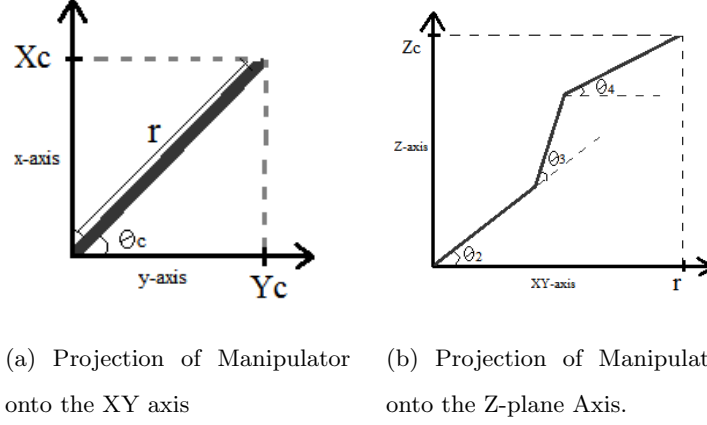 Xc
r
x-axis
Θc
y-axis
Yc
Zc
Θ4
Z-axis
Θ3
Θ2
XY-axis
r
(a) Projection of Manipulator
onto the XY axis
(b) Projection of Manipulat
onto the Z-plane Axis.